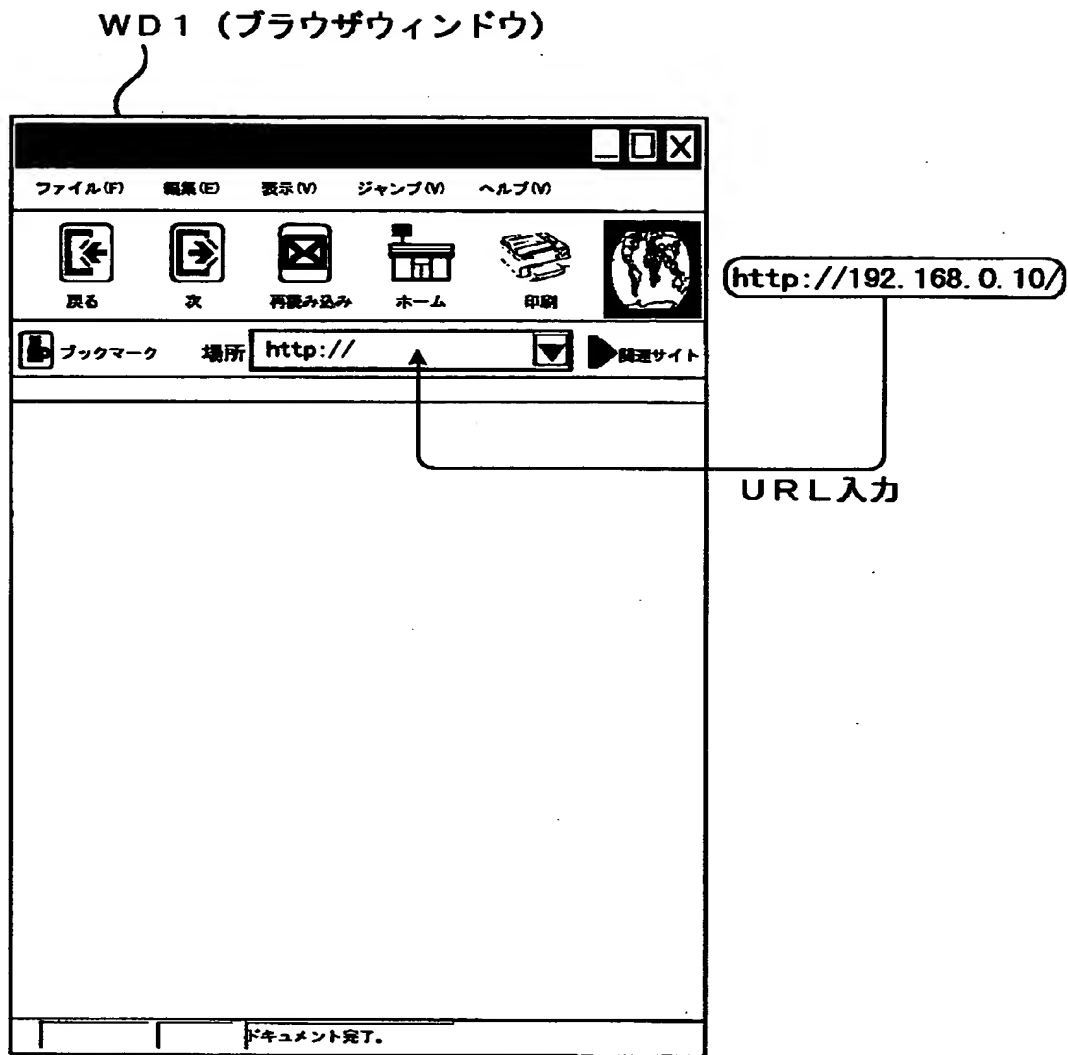 WD1 (ブラウザウィンドウ)
ファイル(F) 編集(E) 表示(V) ジャンプ(V) ヘルプ(V)
戻る 次 再読み込み ホーム 印刷
http://192.168.0.10/
ブックマーク 場所 http:// 関連サイト
URL入力
ドキュメント完了.